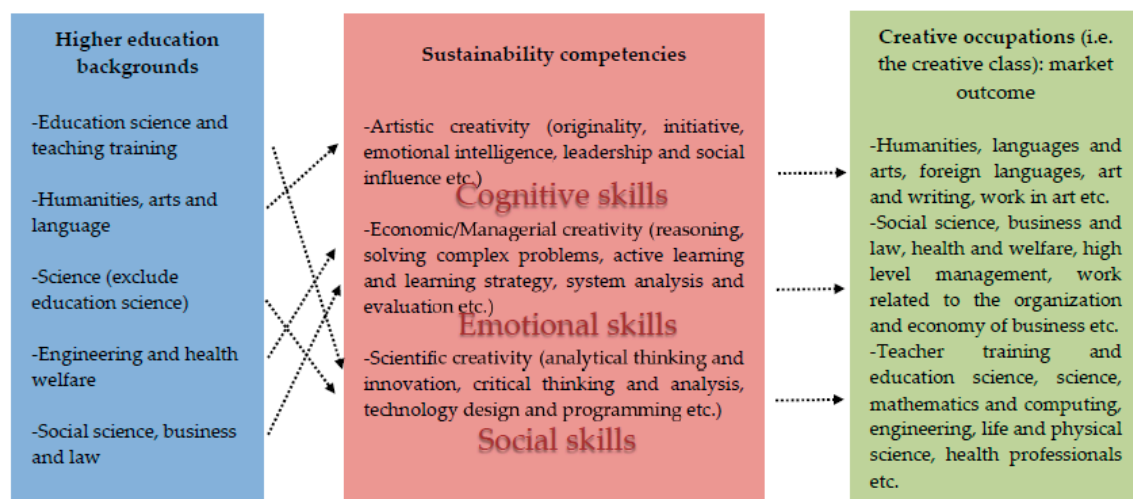 Higher education
backgrounds
-Education science and
teaching training
-Humanities, arts and
language
-Science (exclude
education science)
-Engineering and health
welfare
-Social science, business
and law
Sustainability competencies
-Artistic creativity (originality, initiative,
emotional intelligence, leadership and social
influence etc.)
Cognitive skills
-Economic/Managerial creativity (reasoning,
solving complex problems, active learning
and learning strategy, system analysis and
evaluation etc.)
Emotional skills
-Scientific creativity (analytical thinking and
innovation, critical thinking and analysis,
technology design and programming etc.)
Social skills
Creative occupations (i.e.
the creative class): market
outcome
-Humanities, languages and
arts, foreign languages, art
and writing, work in art etc.
-Social science, business and
law, health and welfare, high
level management, work
related to the organization
and economy of business etc.
-Teacher training and
education science, science,
mathematics and computing,
engineering, life and physical
science, health professionals
etc.